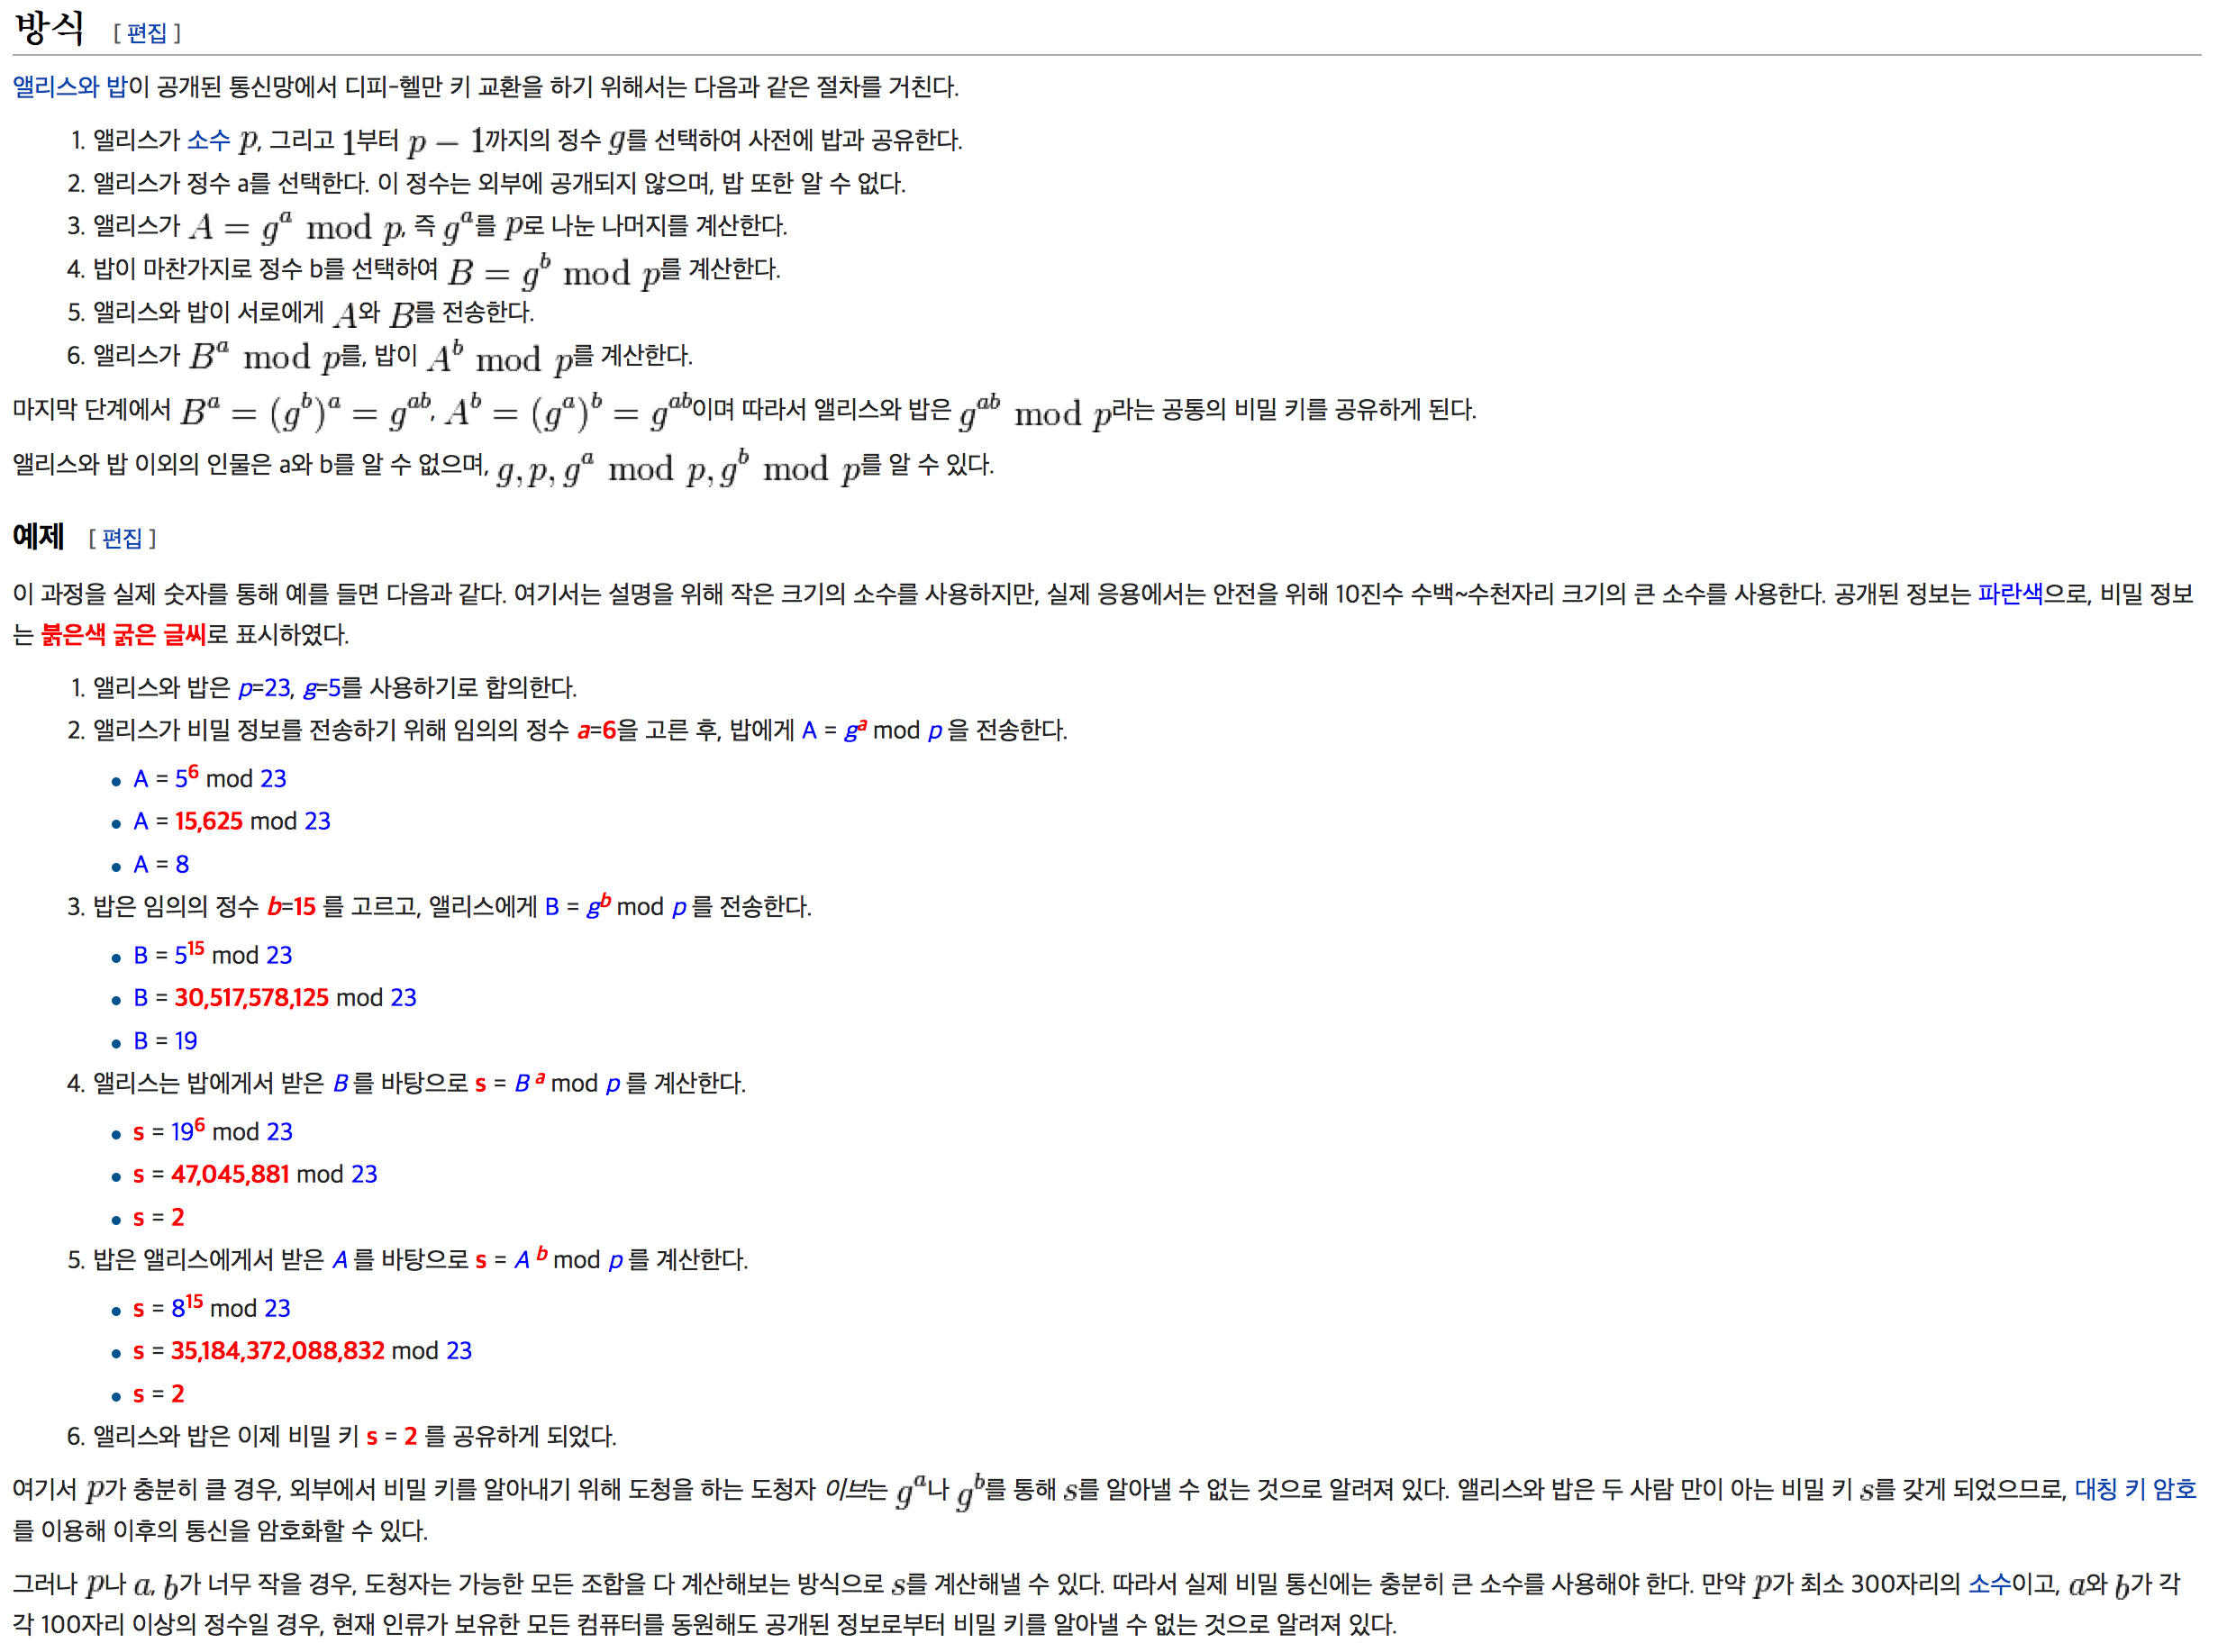 방식 [ 편집 ]
앨리스와 밥이 공개된 통신망에서 디피-헬만 키 교환을 하기 위해서는 다음과 같은 절차를 거친다.
1. 앨리스가 소수 p, 그리고 1부터 p − 1까지의 정수 g를 선택하여 사전에 밥과 공유한다.
2. 앨리스가 정수 a를 선택한다. 이 정수는 외부에 공개되지 않으며, 밥 또한 알 수 없다.
3. 앨리스가 A = g^a mod p, 즉 g^a를 p로 나눈 나머지를 계산한다.
4. 밥이 마찬가지로 정수 b를 선택하여 B = g^b mod p를 계산한다.
5. 앨리스와 밥이 서로에게 A와 B를 전송한다.
6. 앨리스가 B^a mod p를, 밥이 A^b mod p를 계산한다.
마지막 단계에서 B^a = (g^b)^a = g^ab, A^b = (g^a)^b = g^ab이며 따라서 앨리스와 밥은 g^ab mod p라는 공통의 비밀 키를 공유하게 된다.
앨리스와 밥 이외의 인물은 a와 b를 알 수 없으며, g, p, g^a mod p, g^b mod p를 알 수 있다.
예제 [ 편집 ]
이 과정을 실제 숫자를 통해 예를 들면 다음과 같다. 여기서는 설명을 위해 작은 크기의 소수를 사용하지만, 실제 응용에서는 안전을 위해 10진수 수백~수천자리 크기의 큰 소수를 사용한다. 공개된 정보는 파란색으로, 비밀 정보
는 붉은색 굵은 글씨로 표시하였다.
1. 앨리스와 밥은 p=23, g=5를 사용하기로 합의한다.
2. 앨리스가 비밀 정보를 전송하기 위해 임의의 정수 a=6을 고른 후, 밥에게 A = g^a mod p 을 전송한다.
• A = 5^6 mod 23
• A = 15,625 mod 23
• A = 8
3. 밥은 임의의 정수 b=15 를 고르고, 앨리스에게 B = g^b mod p 를 전송한다.
• B = 5^15 mod 23
• B = 30,517,578,125 mod 23
• B = 19
4. 앨리스는 밥에게서 받은 B 를 바탕으로 s = B^a mod p 를 계산한다.
• s = 19^6 mod 23
• s = 47,045,881 mod 23
• s = 2
5. 밥은 앨리스에게서 받은 A 를 바탕으로 s = A^b mod p 를 계산한다.
• s = 8^15 mod 23
• s = 35,184,372,088,832 mod 23
• s = 2
6. 앨리스와 밥은 이제 비밀 키 s = 2 를 공유하게 되었다.
여기서 p가 충분히 클 경우, 외부에서 비밀 키를 알아내기 위해 도청을 하는 도청자 이브는 g^a나 g^b를 통해 s를 알아낼 수 없는 것으로 알려져 있다. 앨리스와 밥은 두 사람 만이 아는 비밀 키 s를 갖게 되었으므로, 대칭 키 암호
를 이용해 이후의 통신을 암호화할 수 있다.
그러나 p나 a, b가 너무 작을 경우, 도청자는 가능한 모든 조합을 다 계산해보는 방식으로 s를 계산해낼 수 있다. 따라서 실제 비밀 통신에는 충분히 큰 소수를 사용해야 한다. 만약 p가 최소 300자리의 소수이고, a와 b가 각
각 100자리 이상의 정수일 경우, 현재 인류가 보유한 모든 컴퓨터를 동원해도 공개된 정보로부터 비밀 키를 알아낼 수 없는 것으로 알려져 있다.